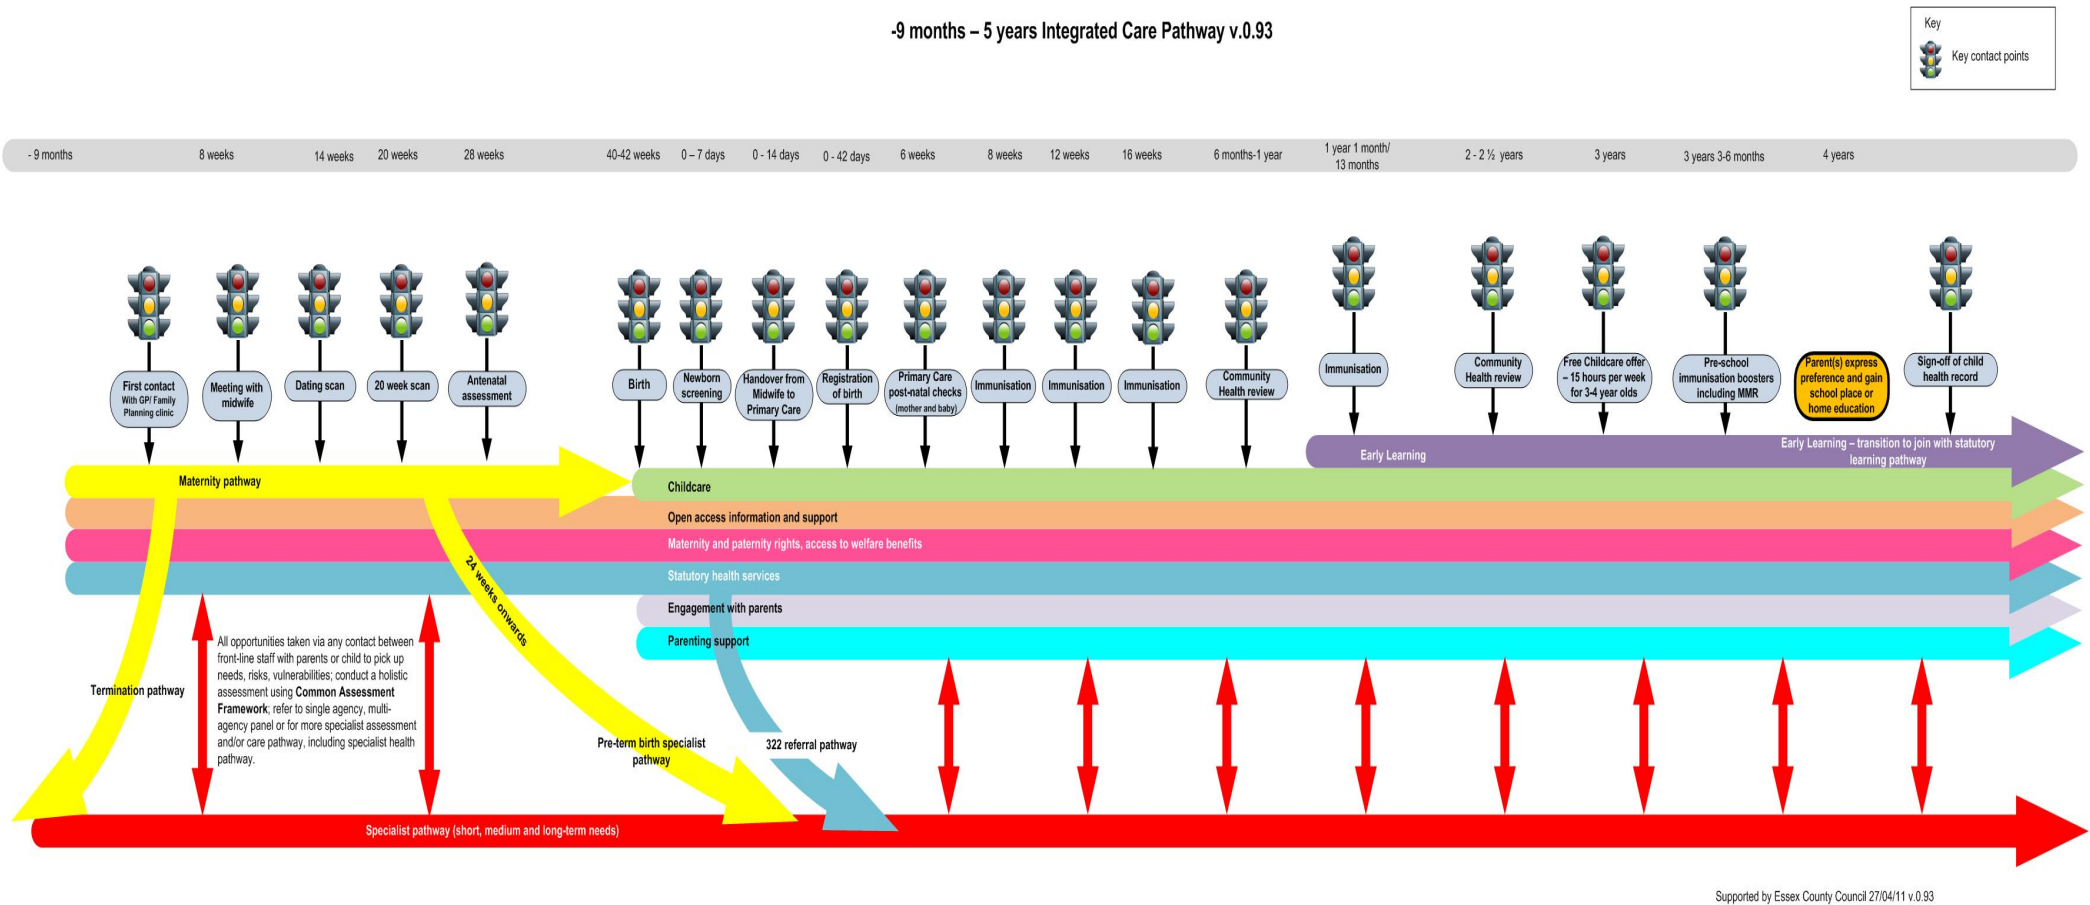 -9 months – 5 years Integrated Care Pathway v.0.93
Key
Key contact points
- 9 months
8 weeks
14 weeks
20 weeks
28 weeks
40-42 weeks
0 – 7 days
0 - 14 days
0 - 42 days
6 weeks
8 weeks
12 weeks
16 weeks
6 months-1 year
1 year 1 month/
13 months
2 - 2 ½ years
3 years
3 years 3-6 months
4 years
First contact
With GP/ Family
Planning clinic
Meeting with
midwife
Dating scan
20 week scan
Antenatal
assessment
Birth
Newborn
screening
Handover from
Midwife to
Primary Care
Registration
of birth
Primary Care
post-natal checks
(mother and baby)
Immunisation
Immunisation
Immunisation
Community
Health review
Immunisation
Community
Health review
Free Childcare offer
– 15 hours per week
for 3-4 year olds
Pre-school
immunisation boosters
including MMR
Parent(s) express
preference and gain
school place or
home education
Sign-off of child
health record
Early Learning
Early Learning – transition to join with statutory
learning pathway
Maternity pathway
Childcare
Open access information and support
Maternity and paternity rights, access to welfare benefits
Statutory health services
Engagement with parents
Parenting support
24 weeks onwards
All opportunities taken via any contact between
front-line staff with parents or child to pick up
needs, risks, vulnerabilities; conduct a holistic
assessment using Common Assessment
Framework; refer to single agency, multi-
agency panel or for more specialist assessment
and/or care pathway, including specialist health
pathway.
Termination pathway
Pre-term birth specialist
pathway
322 referral pathway
Specialist pathway (short, medium and long-term needs)
Supported by Essex County Council 27/04/11 v.0.93